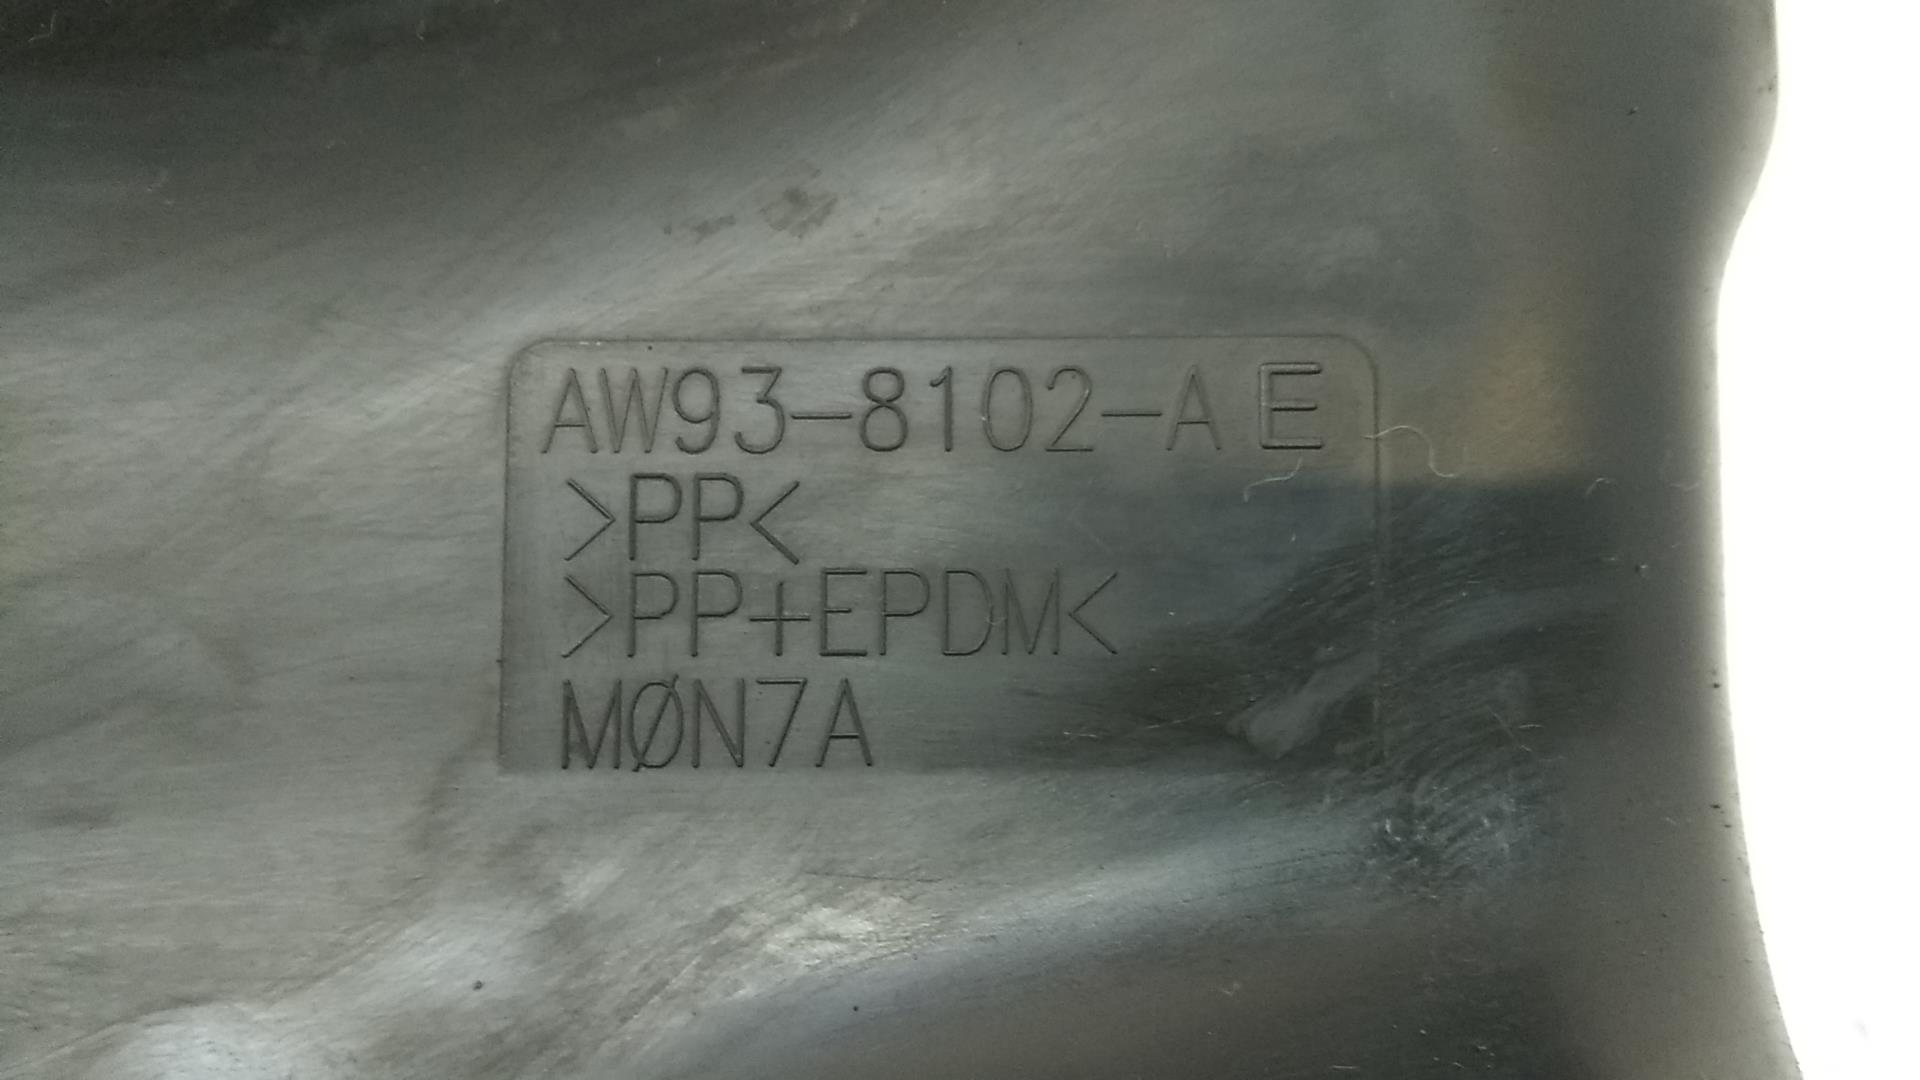 AW93-8102-A E
>PP<
>PP+EPDM<
MØN7A